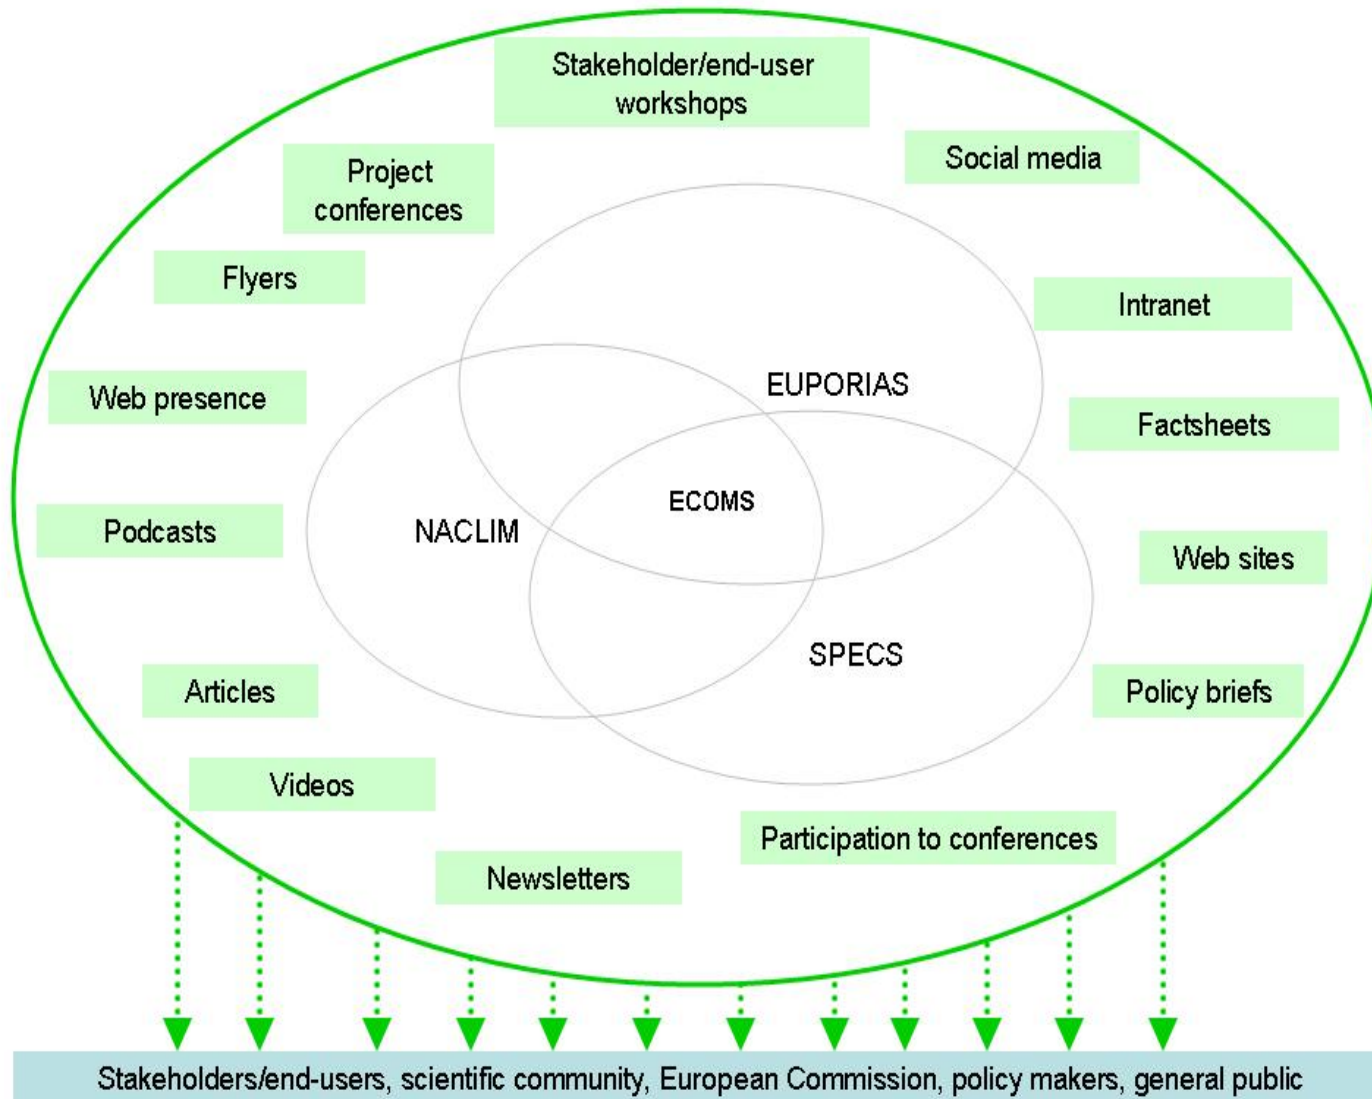 Stakeholder/end-user
workshops
Social media
Project
conferences
Flyers
Intranet
EUPORIAS
Web presence
Factsheets
ECOMS
NACLIM
Podcasts
Web sites
SPECS
Articles
Policy briefs
Videos
Participation to conferences
Newsletters
Stakeholders/end-users, scientific community, European Commission, policy makers, general public